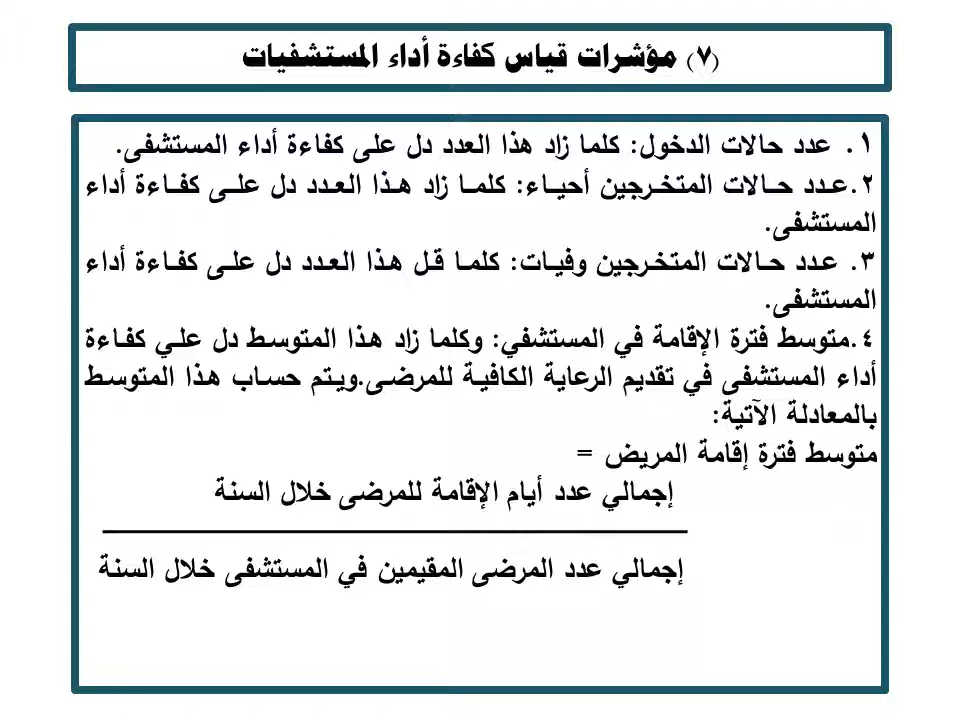 (٧) مؤشرات قياس كفاءة أداء المستشفيات
١. عدد حالات الدخول: كلما زاد هذا العدد دل على كفاءة أداء المستشفى.
٢.عدد حالات المتخرجين أحياء: كلما زاد هذا العدد دل على كفاءة أداء
المستشفى.
٣. عدد حالات المتخرجين وفيات: كلما قل هذا العدد دل على كفاءة أداء
المستشفى.
٤.متوسط فترة الإقامة في المستشفي: وكلما زاد هذا المتوسط دل علي كفاءة
أداء المستشفى في تقديم الرعاية الكافية للمرضى.ويتم حساب هذا المتوسط
بالمعادلة الآتية:
متوسط فترة إقامة المريض =
إجمالي عدد أيام الإقامة للمرضى خلال السنة
إجمالي عدد المرضى المقيمين في المستشفى خلال السنة